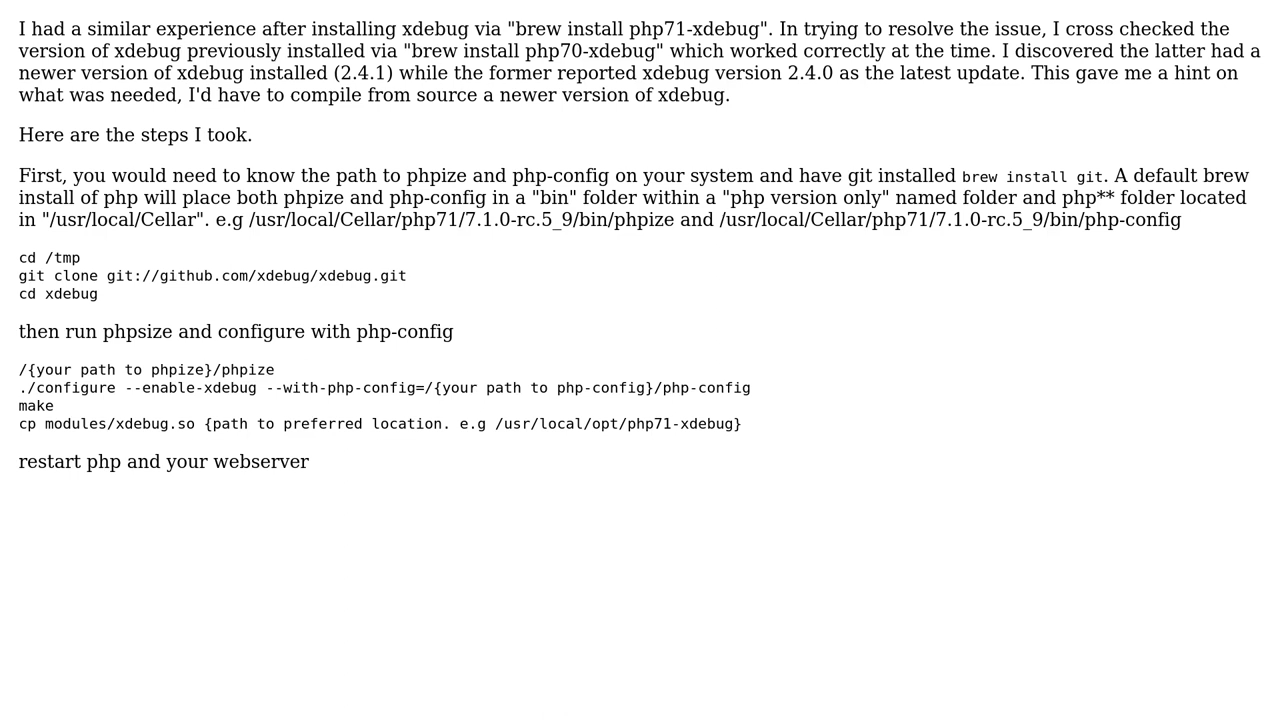 I had a similar experience after installing xdebug via "brew install php71-xdebug". In trying to resolve the issue, I cross checked the
version of xdebug previously installed via "brew install php70-xdebug" which worked correctly at the time. I discovered the latter had a
newer version of xdebug installed (2.4.1) while the former reported xdebug version 2.4.0 as the latest update. This gave me a hint on
what was needed, I'd have to compile from source a newer version of xdebug.
Here are the steps I took.
First, you would need to know the path to phpize and php-config on your system and have git installed brew install git. A default brew
install of php will place both phpize and php-config in a "bin" folder within a "php version only" named folder and php** folder located
in "/usr/local/Cellar". e.g /usr/local/Cellar/php71/7.1.0-rc.5_9/bin/phpize and /usr/local/Cellar/php71/7.1.0-rc.5_9/bin/php-config
cd /tmp
git clone git://github.com/xdebug/xdebug.git
cd xdebug
then run phpsize and configure with php-config
/{your path to phpize}/phpize
./configure --enable-xdebug --with-php-config=/{your path to php-config}/php-config
make
cp modules/xdebug.so {path to preferred location. e.g /usr/local/opt/php71-xdebug}
restart php and your webserver